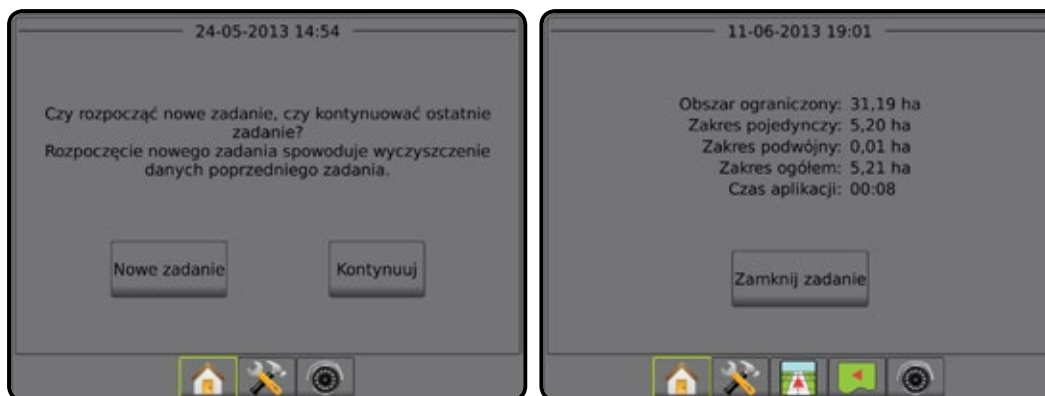 24-05-2013 14:54
Czy rozpocząć nowe zadanie, czy kontynuować ostatnie
zadanie?
Rozpoczęcie nowego zadania spowoduje wyczyszczenie
danych poprzedniego zadania.
Nowe zadanie
Kontynuuj
11-06-2013 19:01
Obszar ograniczony: 31,19 ha
Zakres pojedynczy: 5,20 ha
Zakres podwójny: 0,01 ha
Zakres ogółem: 5,21 ha
Czas aplikacji: 00:08
Zamknij zadanie